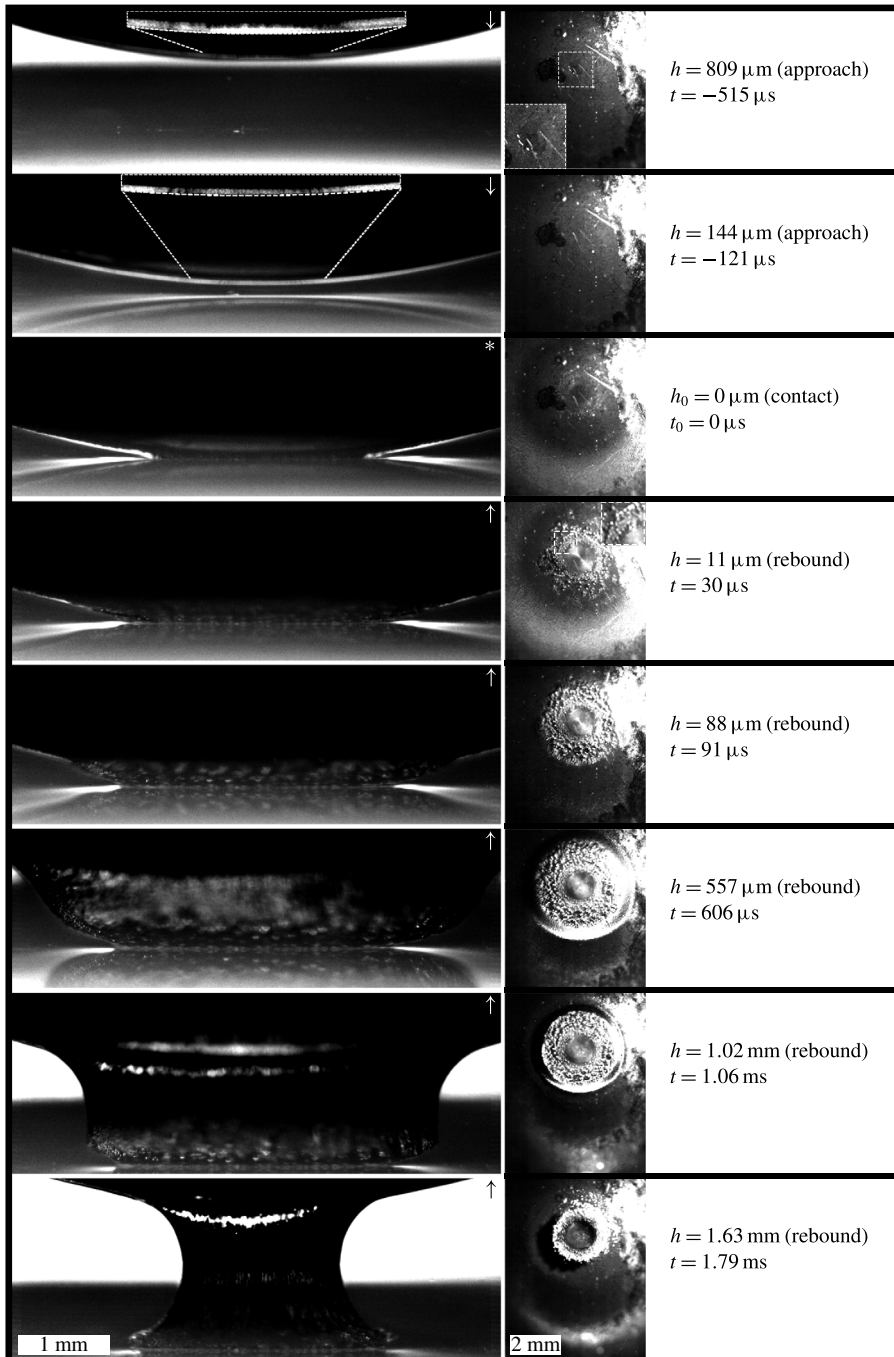 ↓
h = 809 μm (approach)
t = −515 μs
↓
h = 144 μm (approach)
t = −121 μs
*
h₀ = 0 μm (contact)
t₀ = 0 μs
↑
h = 11 μm (rebound)
t = 30 μs
↑
h = 88 μm (rebound)
t = 91 μs
↑
h = 557 μm (rebound)
t = 606 μs
↑
h = 1.02 mm (rebound)
t = 1.06 ms
↑
h = 1.63 mm (rebound)
t = 1.79 ms
1 mm
2 mm